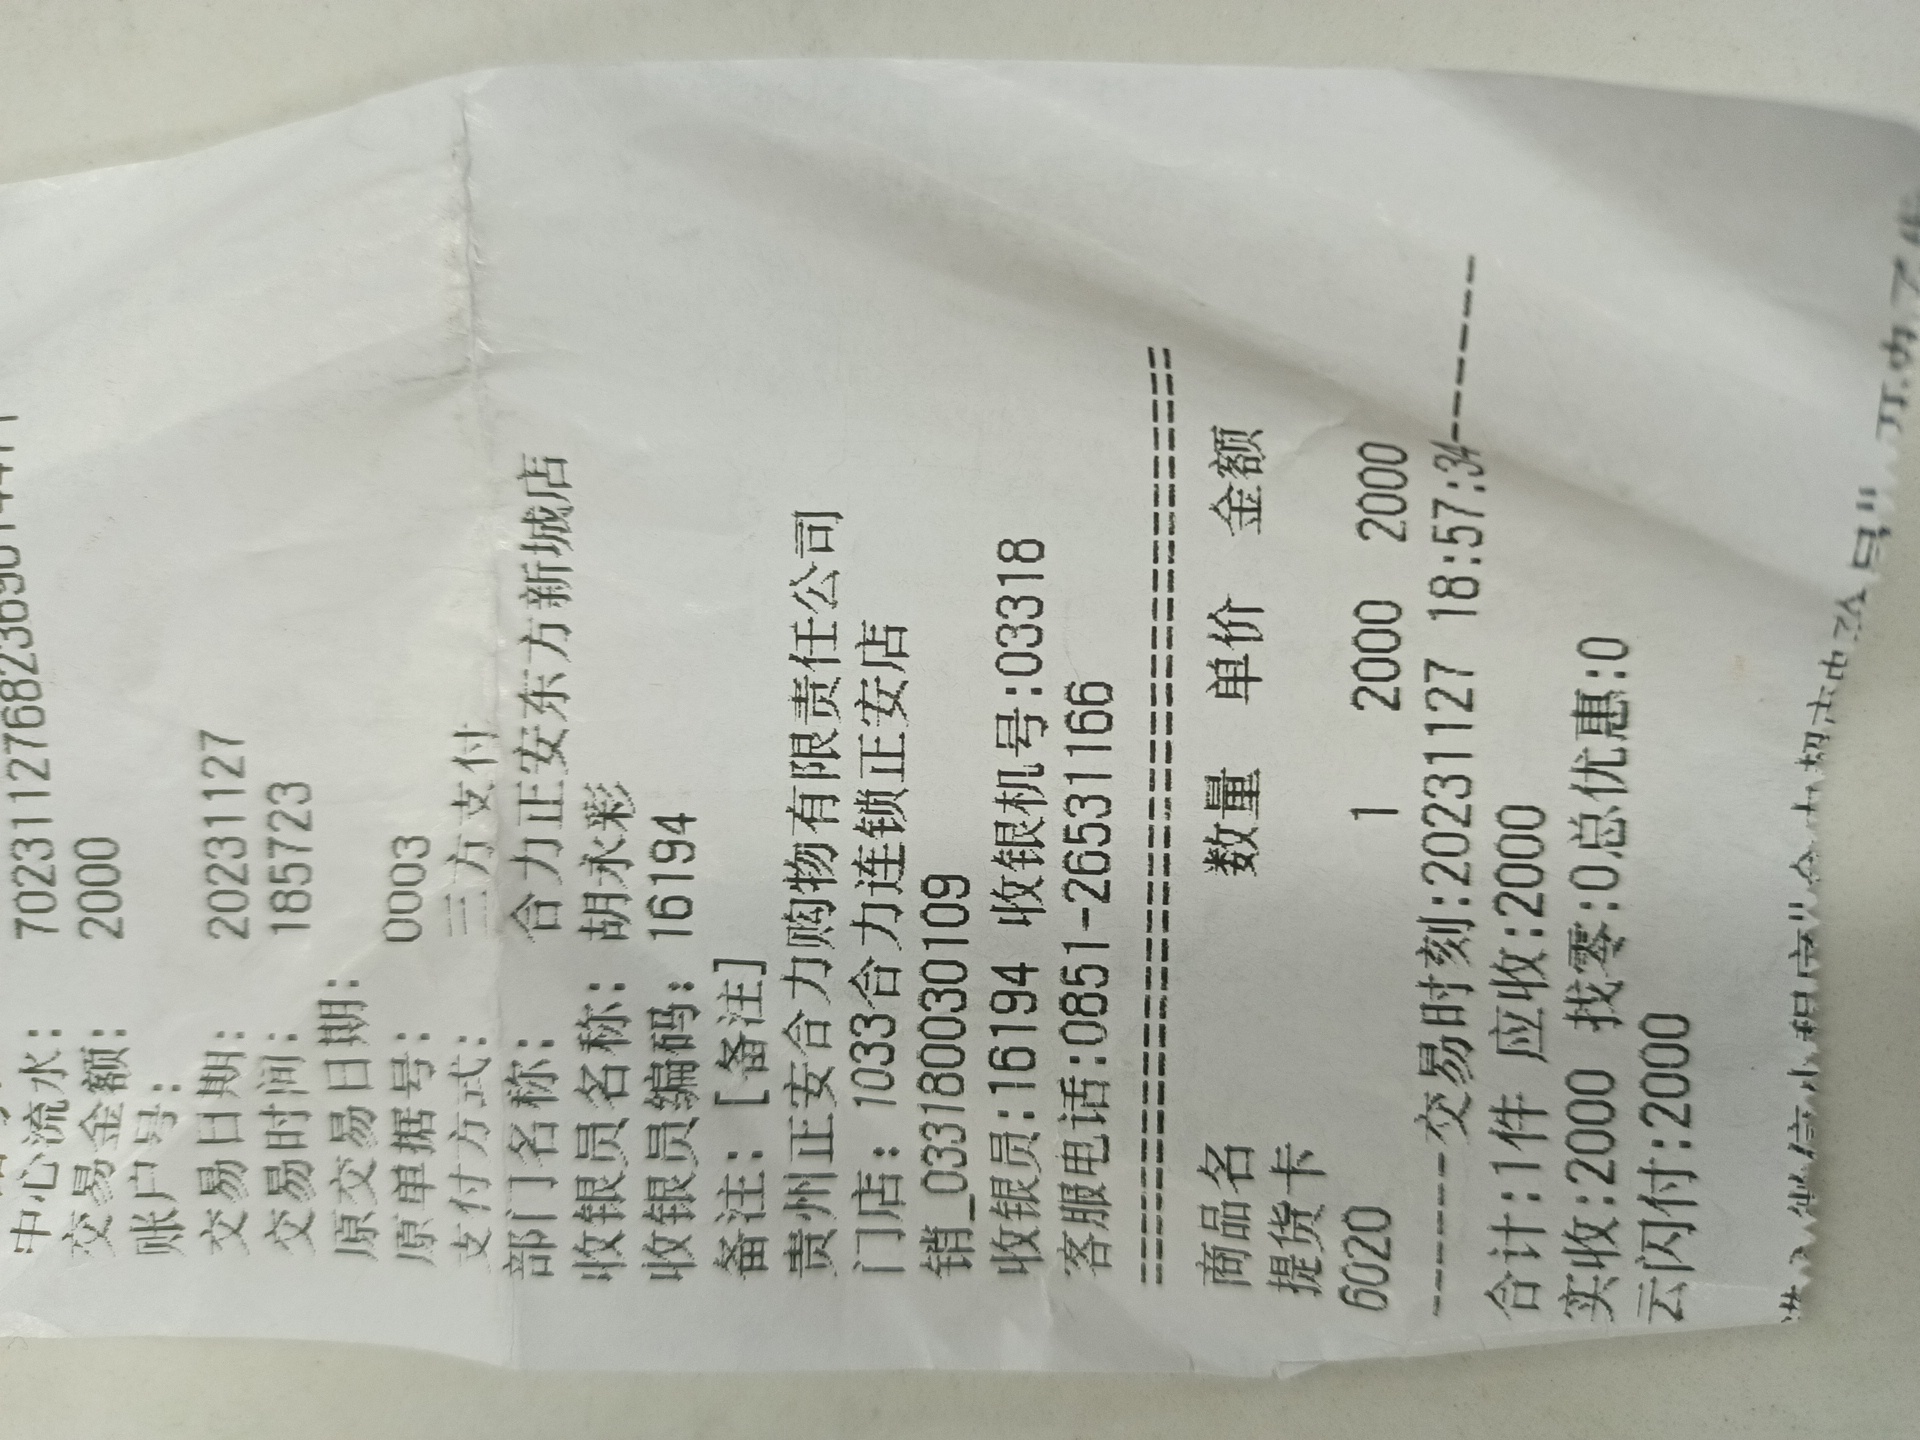 中心流水： 
交易金额： 2000
账户号：
交易日期： 20231127
交易时间： 185723
原交易日期：
原单据号： 0003
支付方式： 三方支付
部门名称： 合力正安东方新城店
收银员名称： 胡永彩
收银员编码： 16194
备注： [备注]
贵州正安合力购物有限责任公司
门店： 1033合力连锁正安店
销_0331800030109
收银员:16194 收银机号:03318
客服电话:0851-26531166
================================
商品名 数量 单价 金额
提货卡
6020 1 2000 2000
-------交易时刻:20231127 18:57:34-------
合计:1件 应收:2000
实收:2000 找零:0总优惠:0
云闪付:2000